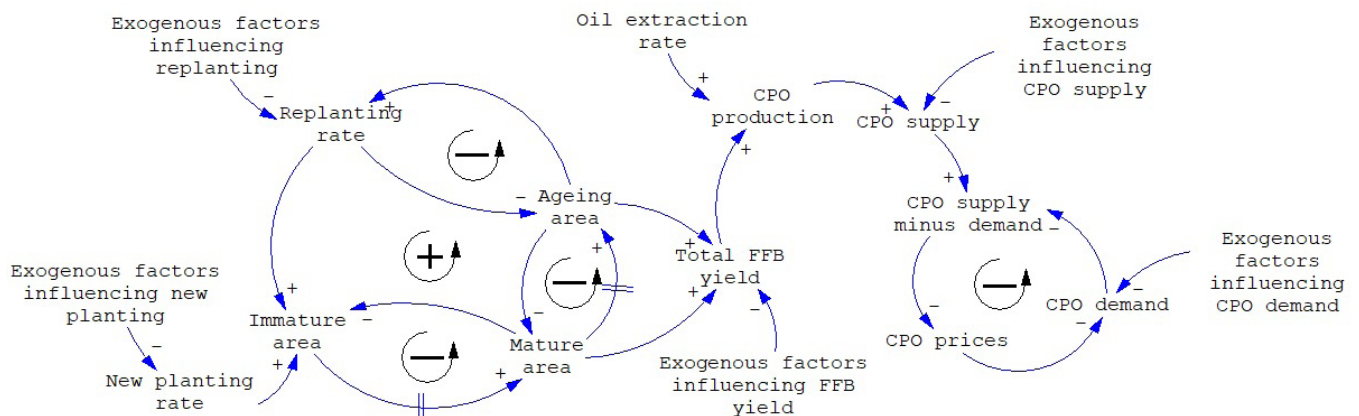 Exogenous factors
influencing
replanting
Oil extraction
rate
Exogenous
factors
influencing
CPO supply
−
+
+
−
Replanting
rate
+
CPO
production
+
CPO supply
−
+
+
−
Ageing
area
CPO supply
minus demand
−
+
+
+
Total FFB
yield
Exogenous
factors
influencing
CPO demand
Exogenous factors
influencing new
planting
−
+
−
+
−
−
CPO demand
Immature
area
−
−
−
−
−
CPO prices
−
−
Mature
area
New planting
rate
+
+
Exogenous factors
influencing FFB
yield